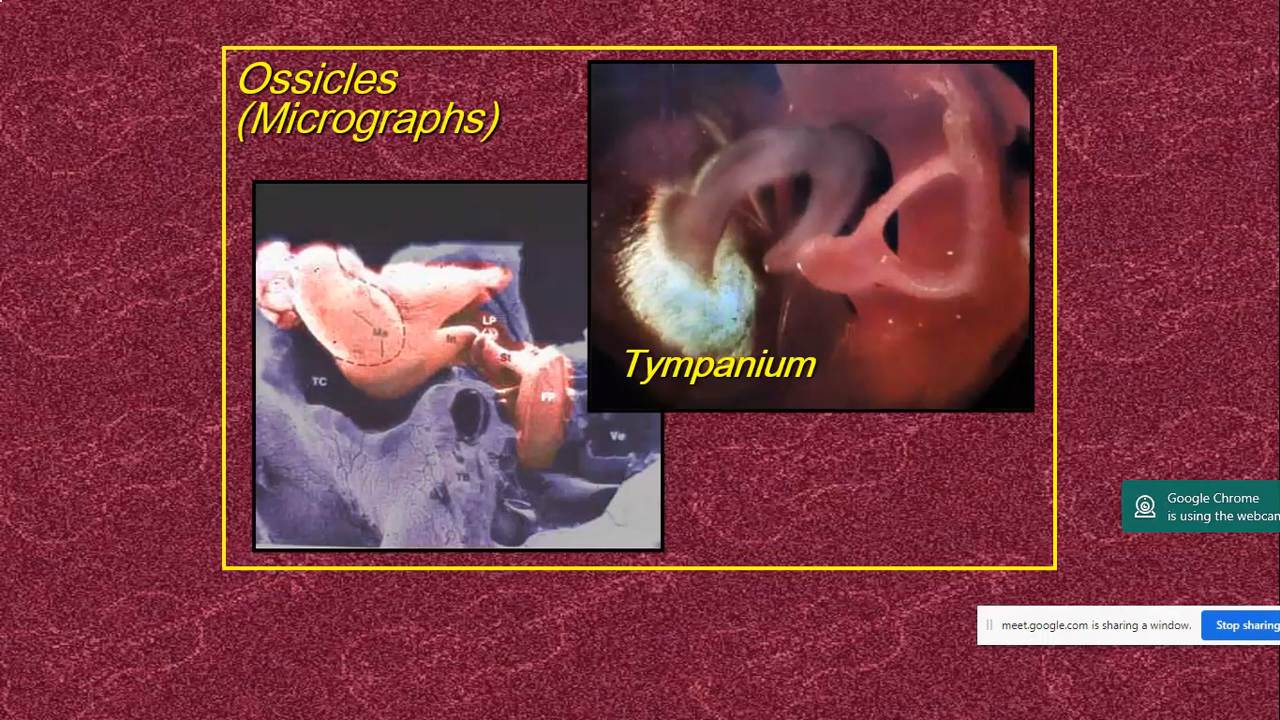 Ossicles
(Micrographs)
Tympanium
LP
Ma
In
St
TC
FP
Ve
TB
Google Chrome
is using the webcam
meet.google.com is sharing a window.
Stop sharing